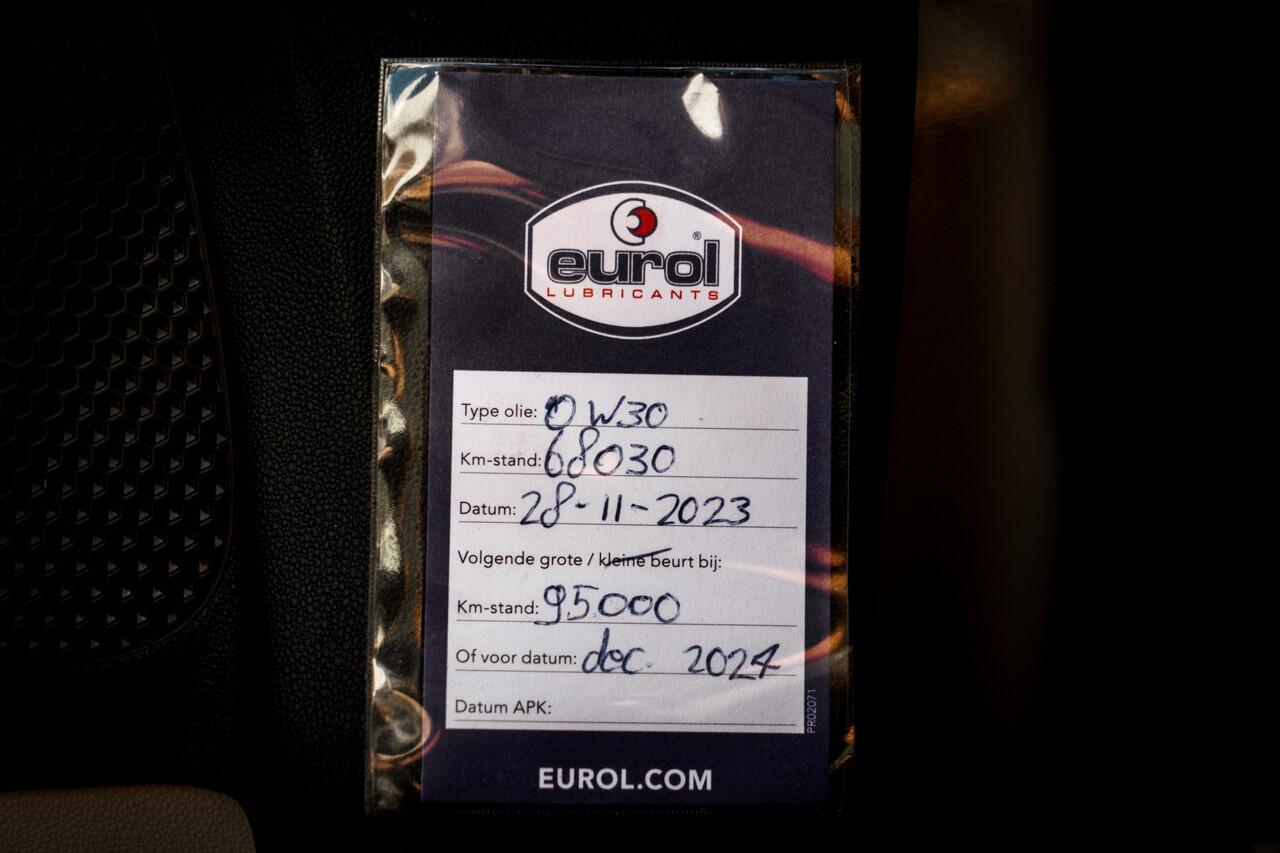 eurol®
LUBRICANTS
Type olie: 0W30
Km-stand: 68030
Datum: 28-11-2023
Volgende grote / kleine beurt bij:
Km-stand: 95000
Of voor datum: dec. 2024
Datum APK:
PR02071
EUROL.COM